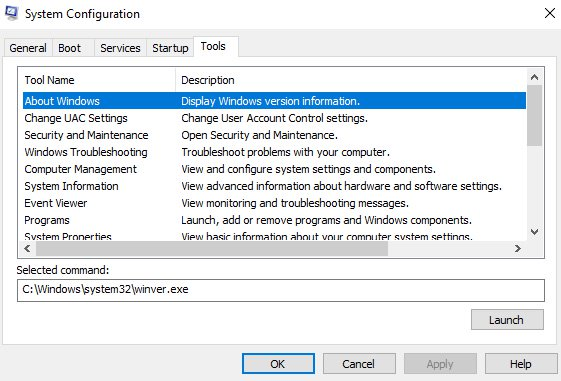 System Configuration
General Boot Services Startup Tools
Tool Name Description
About Windows Display Windows version information.
Change UAC Settings Change User Account Control settings.
Security and Maintenance Open Security and Maintenance.
Windows Troubleshooting Troubleshoot problems with your computer.
Computer Management View and configure system settings and components.
System Information View advanced information about hardware and software settings.
Event Viewer View monitoring and troubleshooting messages.
Programs Launch, add or remove programs and Windows components.
System Properties View basic information about your computer system settings.
Selected command:
C:\Windows\system32\winver.exe
Launch
OK Cancel Apply Help